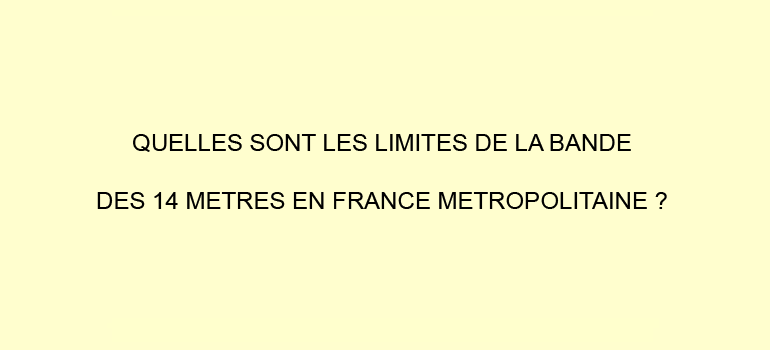 QUELLES SONT LES LIMITES DE LA BANDE
DES 14 METRES EN FRANCE METROPOLITAINE ?